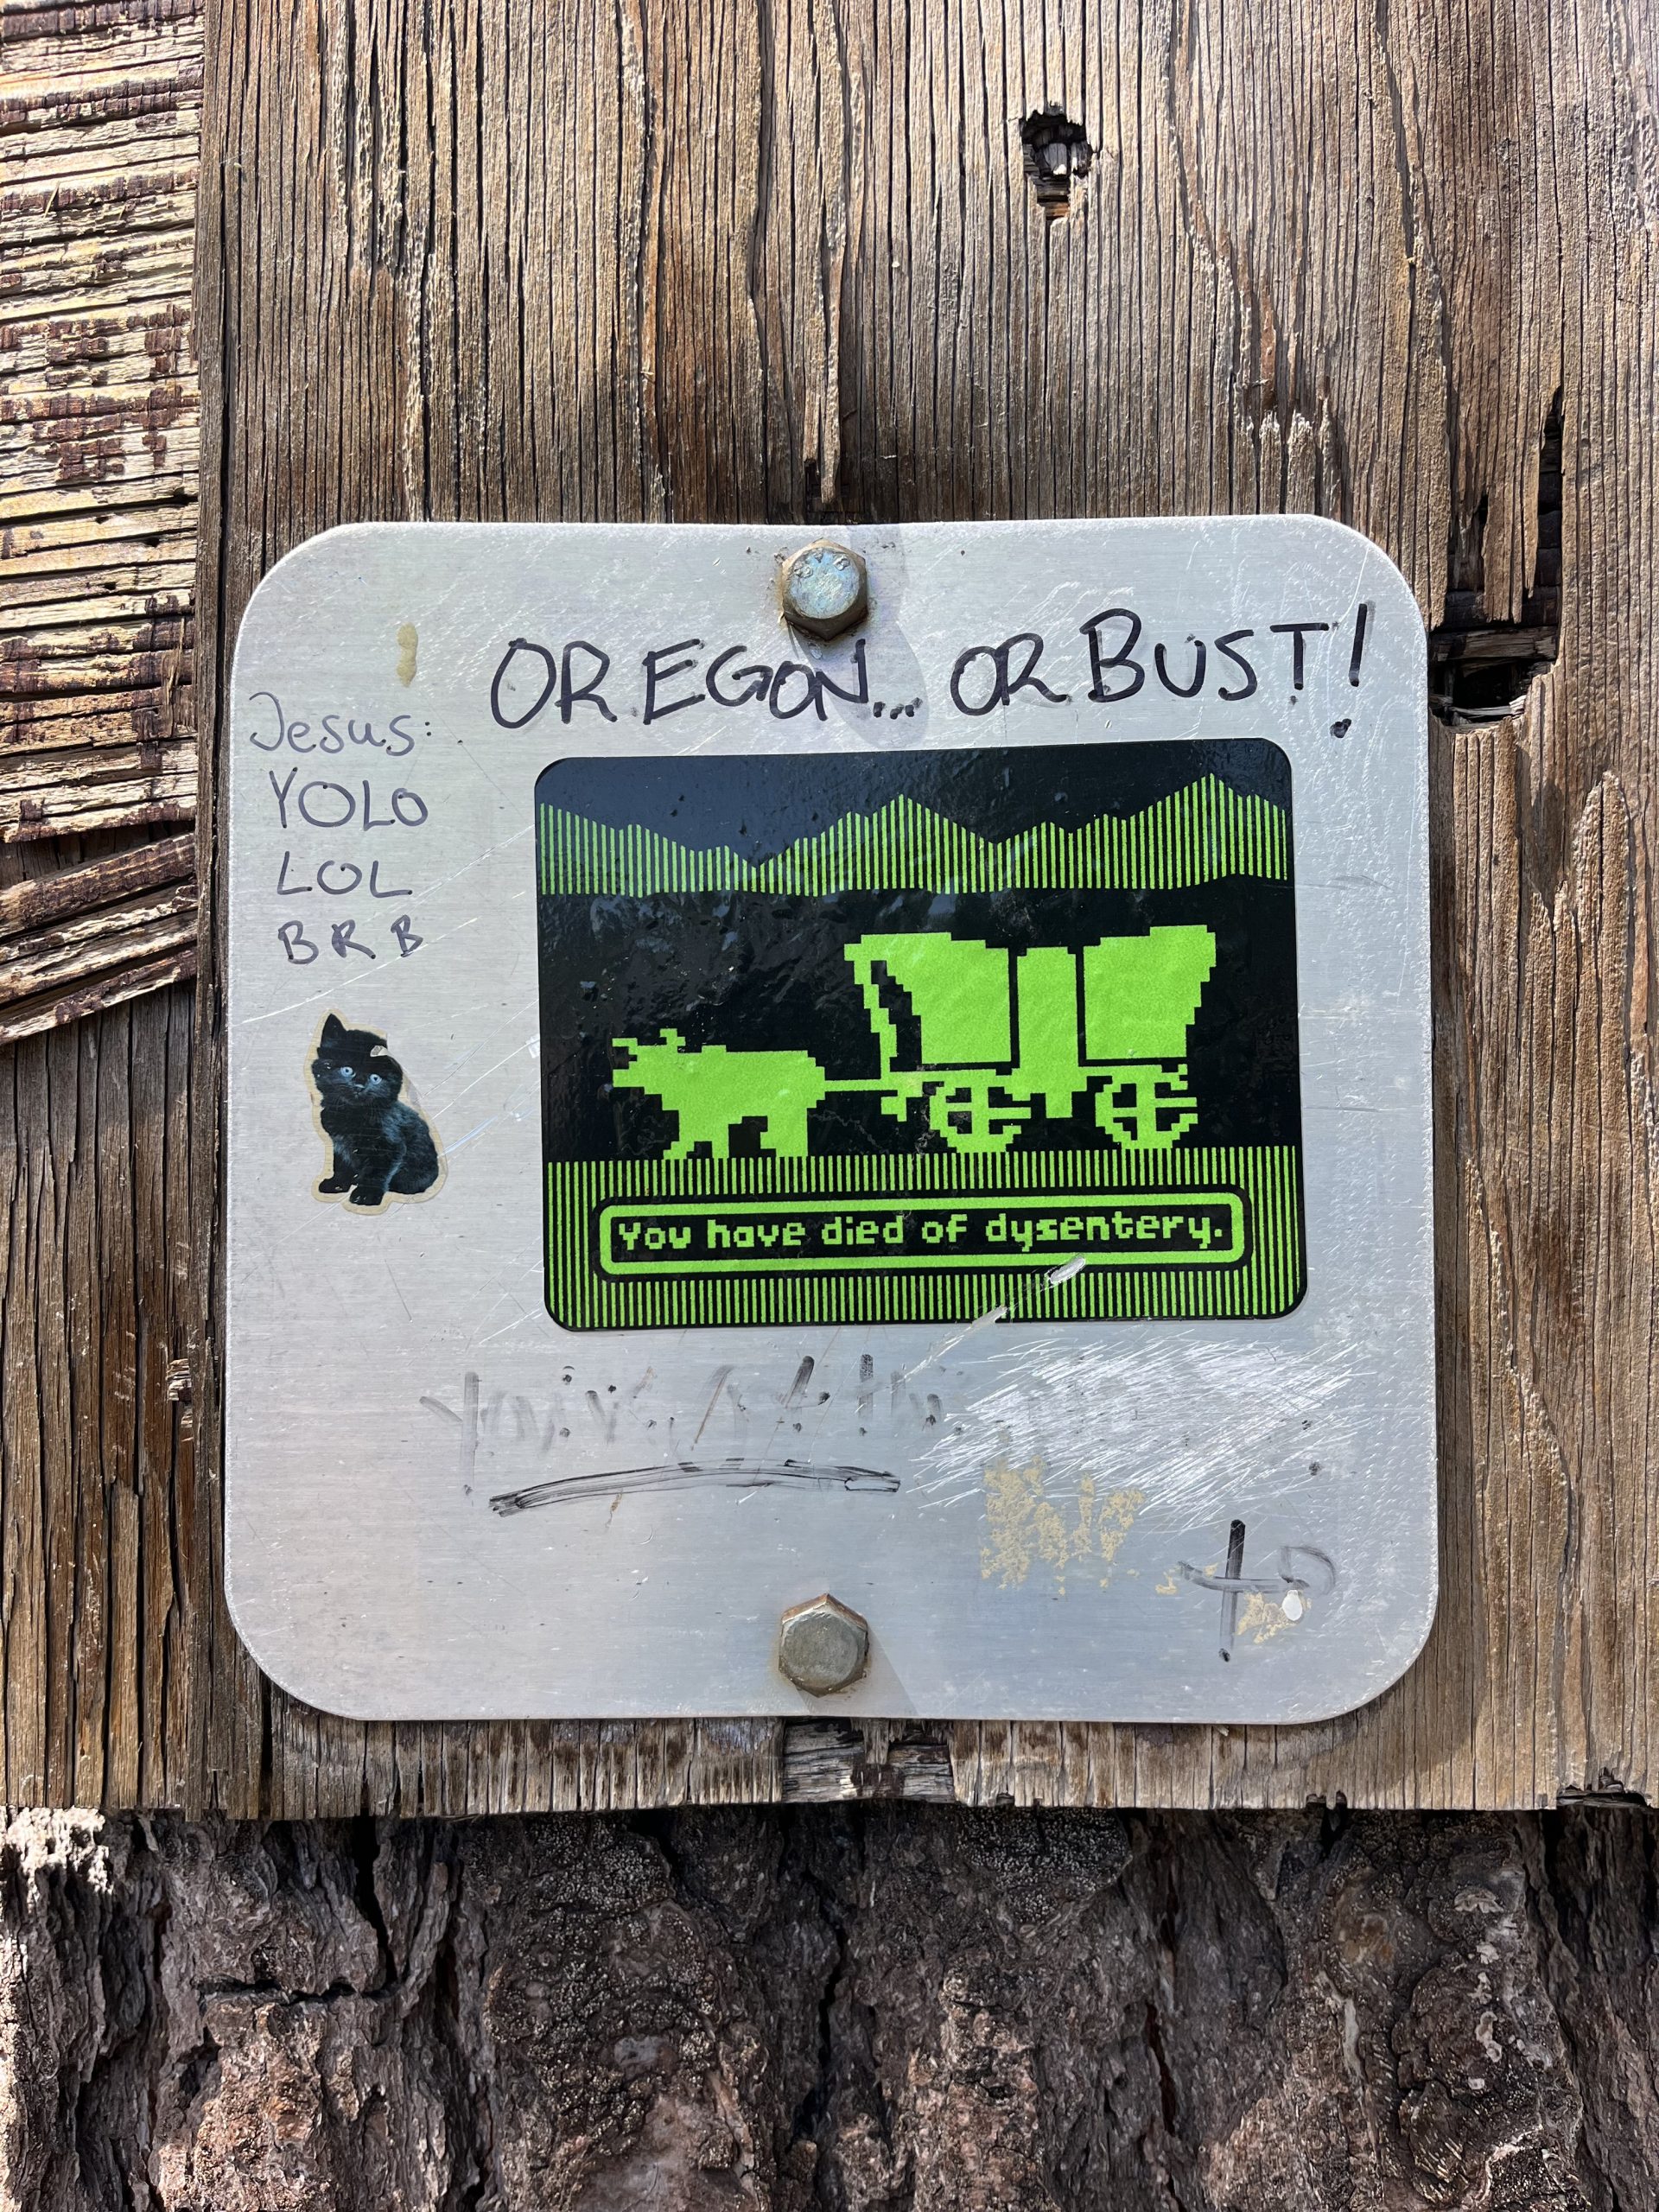 OREGON... OR BUST!
Jesus:
YOLO
LOL
BRB
You have died of dysentery.